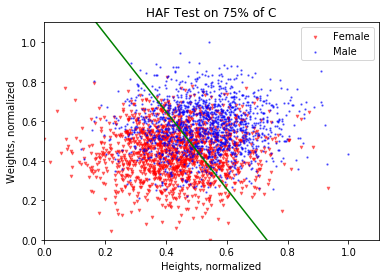 HAF Test on 75% of C
Female
Male
1.0
0.8
0.6
0.4
0.2
0.0
Weights, normalized
0.0 0.2 0.4 0.6 0.8 1.0
Heights, normalized